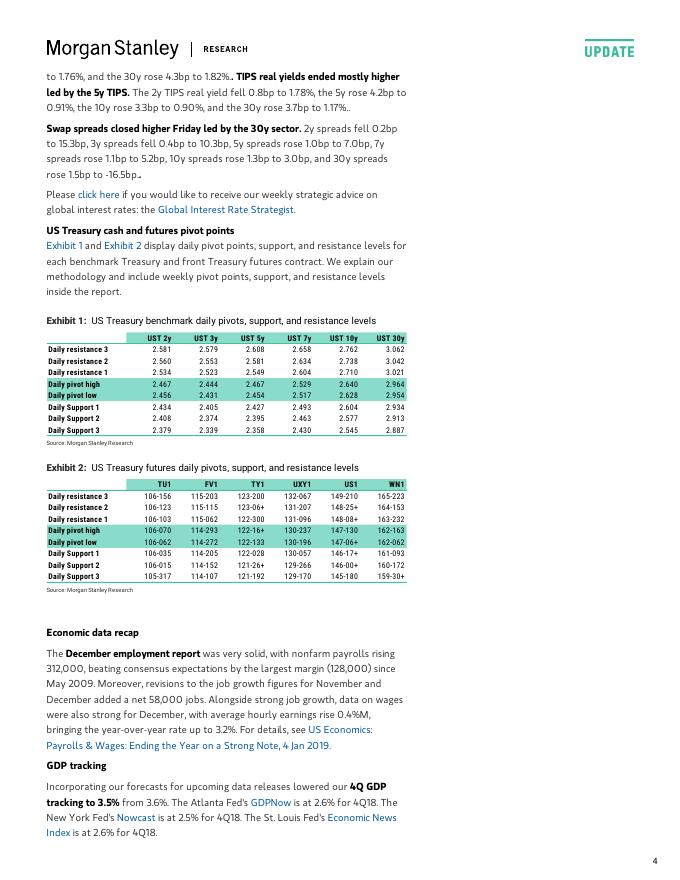 Morgan Stanley | RESEARCH
UPDATE
to 1.76%, and the 30y rose 4.3bp to 1.82%.. TIPS real yields ended mostly higher
led by the 5y TIPS. The 2y TIPS real yield fell 0.8bp to 1.78%, the 5y rose 4.2bp to
0.91%, the 10y rose 3.3bp to 0.90%, and the 30y rose 3.7bp to 1.17%..
Swap spreads closed higher Friday led by the 30y sector. 2y spreads fell 0.2bp
to 15.3bp, 3y spreads fell 0.4bp to 10.3bp, 5y spreads rose 1.0bp to 7.0bp, 7y
spreads rose 1.1bp to 5.2bp, 10y spreads rose 1.3bp to 3.0bp, and 30y spreads
rose 1.5bp to -16.5bp..
Please click here if you would like to receive our weekly strategic advice on
global interest rates: the Global Interest Rate Strategist.
US Treasury cash and futures pivot points
Exhibit 1 and Exhibit 2 display daily pivot points, support, and resistance levels for
each benchmark Treasury and front Treasury futures contract. We explain our
methodology and include weekly pivot points, support, and resistance levels
inside the report.
Exhibit 1: US Treasury benchmark daily pivots, support, and resistance levels
UST 2y UST 3y UST 5y UST 7y UST 10y UST 30y
Daily resistance 3 2.581 2.579 2.608 2.658 2.762 3.062
Daily resistance 2 2.560 2.553 2.581 2.634 2.738 3.042
Daily resistance 1 2.534 2.523 2.549 2.604 2.710 3.021
Daily pivot high 2.467 2.444 2.467 2.529 2.640 2.964
Daily pivot low 2.456 2.431 2.454 2.517 2.628 2.954
Daily Support 1 2.434 2.405 2.427 2.493 2.604 2.934
Daily Support 2 2.408 2.374 2.395 2.463 2.577 2.913
Daily Support 3 2.379 2.339 2.358 2.430 2.545 2.887
Source: Morgan Stanley Research
Exhibit 2: US Treasury futures daily pivots, support, and resistance levels
TU1 FV1 TY1 UXY1 US1 WN1
Daily resistance 3 106-156 115-203 123-200 132-067 149-210 165-223
Daily resistance 2 106-123 115-115 123-06+ 131-207 148-25+ 164-153
Daily resistance 1 106-103 115-062 122-300 131-096 148-08+ 163-232
Daily pivot high 106-070 114-293 122-16+ 130-237 147-130 162-163
Daily pivot low 106-062 114-272 122-133 130-196 147-06+ 162-062
Daily Support 1 106-035 114-205 122-028 130-057 146-17+ 161-093
Daily Support 2 106-015 114-152 121-26+ 129-266 146-00+ 160-172
Daily Support 3 105-317 114-107 121-192 129-170 145-180 159-30+
Source: Morgan Stanley Research
Economic data recap
The December employment report was very solid, with nonfarm payrolls rising
312,000, beating consensus expectations by the largest margin (128,000) since
May 2009. Moreover, revisions to the job growth figures for November and
December added a net 58,000 jobs. Alongside strong job growth, data on wages
were also strong for December, with average hourly earnings rise 0.4%M,
bringing the year-over-year rate up to 3.2%. For details, see US Economics:
Payrolls & Wages: Ending the Year on a Strong Note, 4 Jan 2019.
GDP tracking
Incorporating our forecasts for upcoming data releases lowered our 4Q GDP
tracking to 3.5% from 3.6%. The Atlanta Fed's GDPNow is at 2.6% for 4Q18. The
New York Fed's Nowcast is at 2.5% for 4Q18. The St. Louis Fed's Economic News
Index is at 2.6% for 4Q18.
4